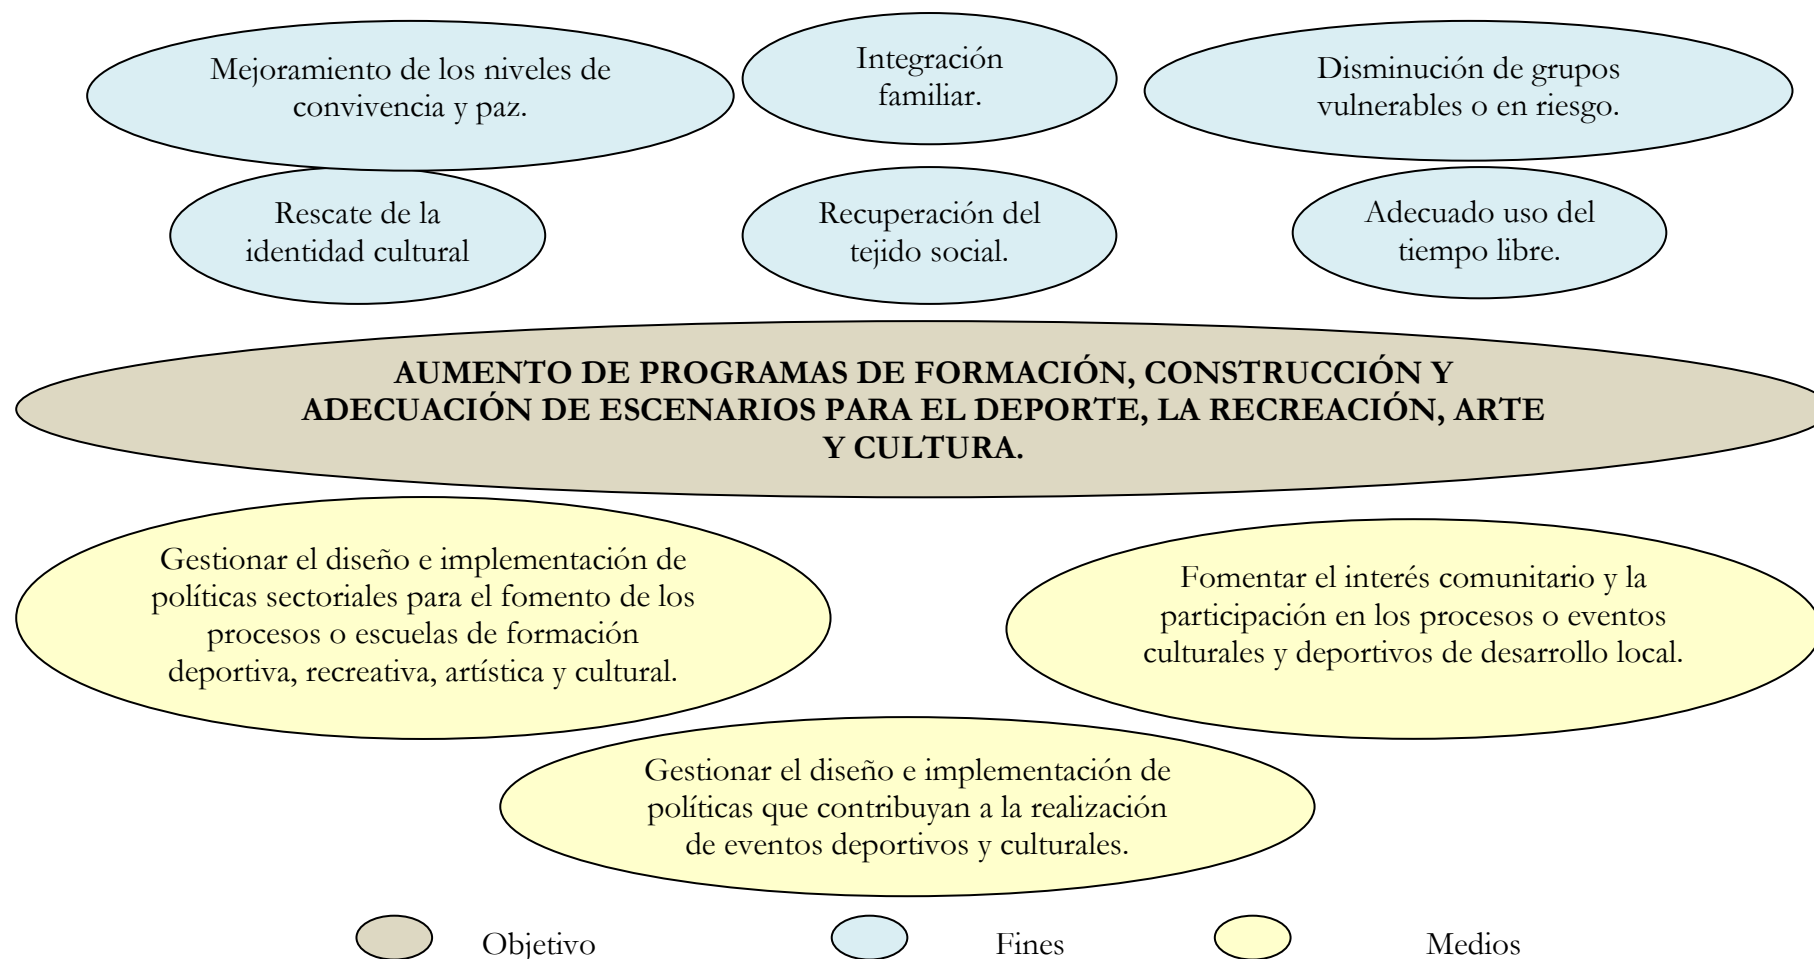 Mejoramiento de los niveles de
convivencia y paz.
Integración
familiar.
Disminución de grupos
vulnerables o en riesgo.
Rescate de la
identidad cultural
Recuperación del
tejido social.
Adecuado uso del
tiempo libre.
AUMENTO DE PROGRAMAS DE FORMACIÓN, CONSTRUCCIÓN Y
ADECUACIÓN DE ESCENARIOS PARA EL DEPORTE, LA RECREACIÓN, ARTE
Y CULTURA.
Gestionar el diseño e implementación de
políticas sectoriales para el fomento de los
procesos o escuelas de formación
deportiva, recreativa, artística y cultural.
Fomentar el interés comunitario y la
participación en los procesos o eventos
culturales y deportivos de desarrollo local.
Gestionar el diseño e implementación de
políticas que contribuyan a la realización
de eventos deportivos y culturales.
Objetivo
Fines
Medios